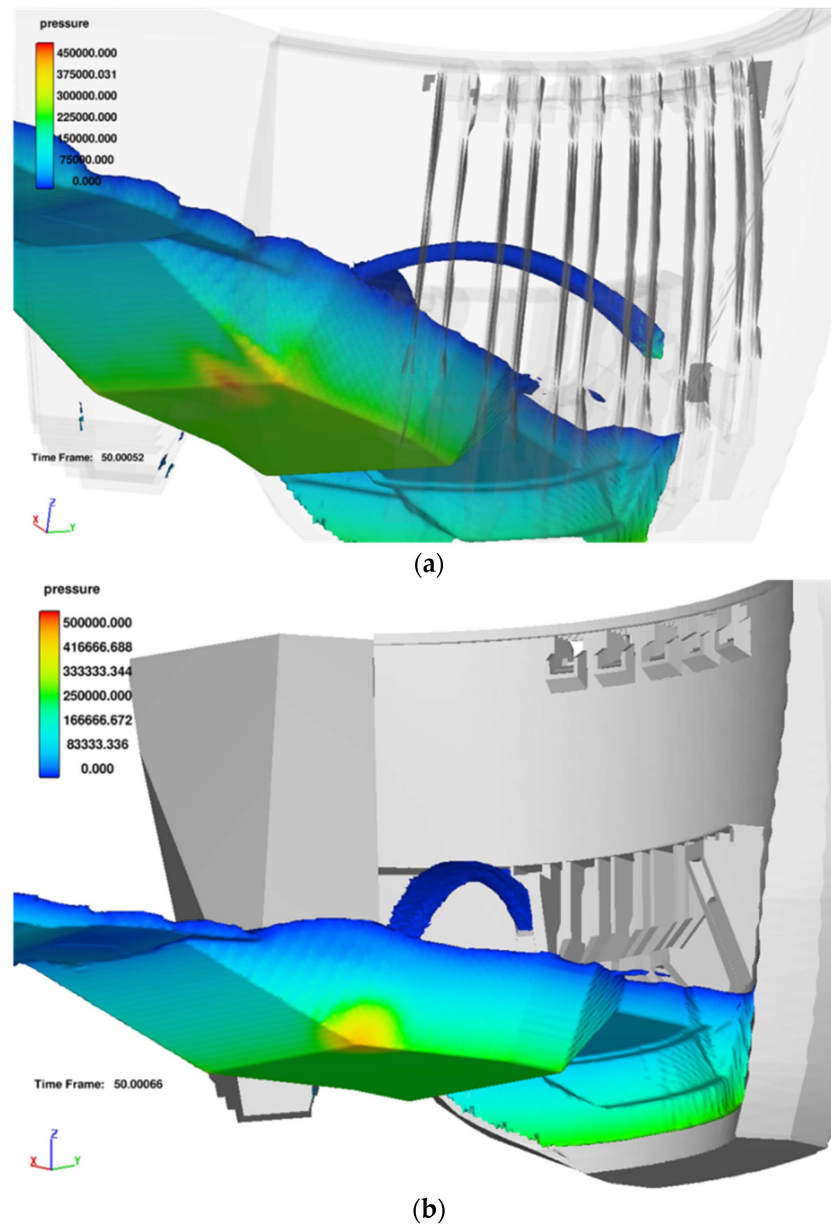 pressure
450000.000
375000.031
300000.000
225000.000
150000.000
75000.000
0.000
Time Frame: 50.00052
Z
X
Y
(a)
pressure
500000.000
416666.688
333333.344
250000.000
166666.672
83333.336
0.000
Time Frame: 50.00066
Z
X
Y
(b)